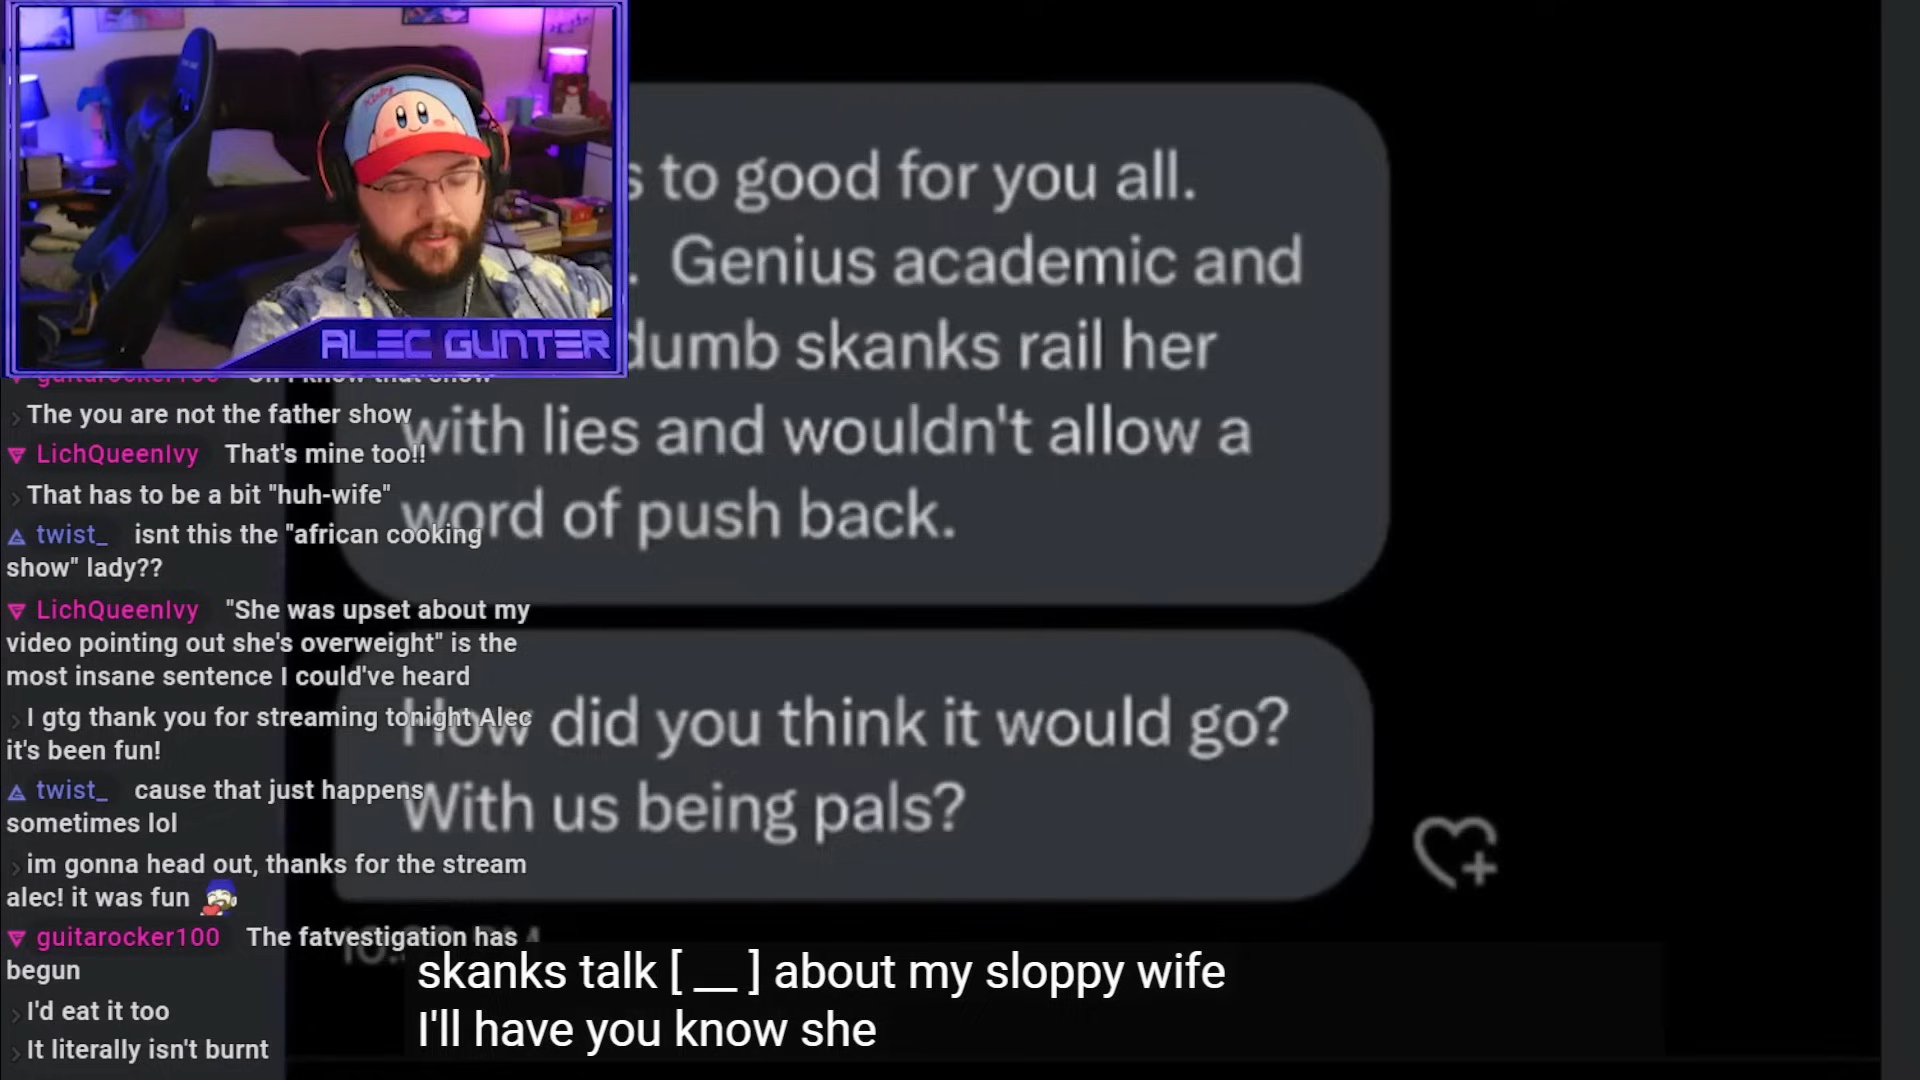 ALEC GUNTER
s to good for you all.
. Genius academic and
dumb skanks rail her
with lies and wouldn't allow a
word of push back.
How did you think it would go?
With us being pals?
The you are not the father show
LichQueenIvy That's mine too!!
That has to be a bit "huh-wife"
twist_ isnt this the "african cooking
show" lady??
LichQueenIvy "She was upset about my
video pointing out she's overweight" is the
most insane sentence I could've heard
I gtg thank you for streaming tonight Alec
it's been fun!
twist_ cause that just happens
sometimes lol
im gonna head out, thanks for the stream
alec! it was fun
guitarocker100 The fatvestigation has
begun
I'd eat it too
It literally isn't burnt
skanks talk [ __ ] about my sloppy wife
I'll have you know she